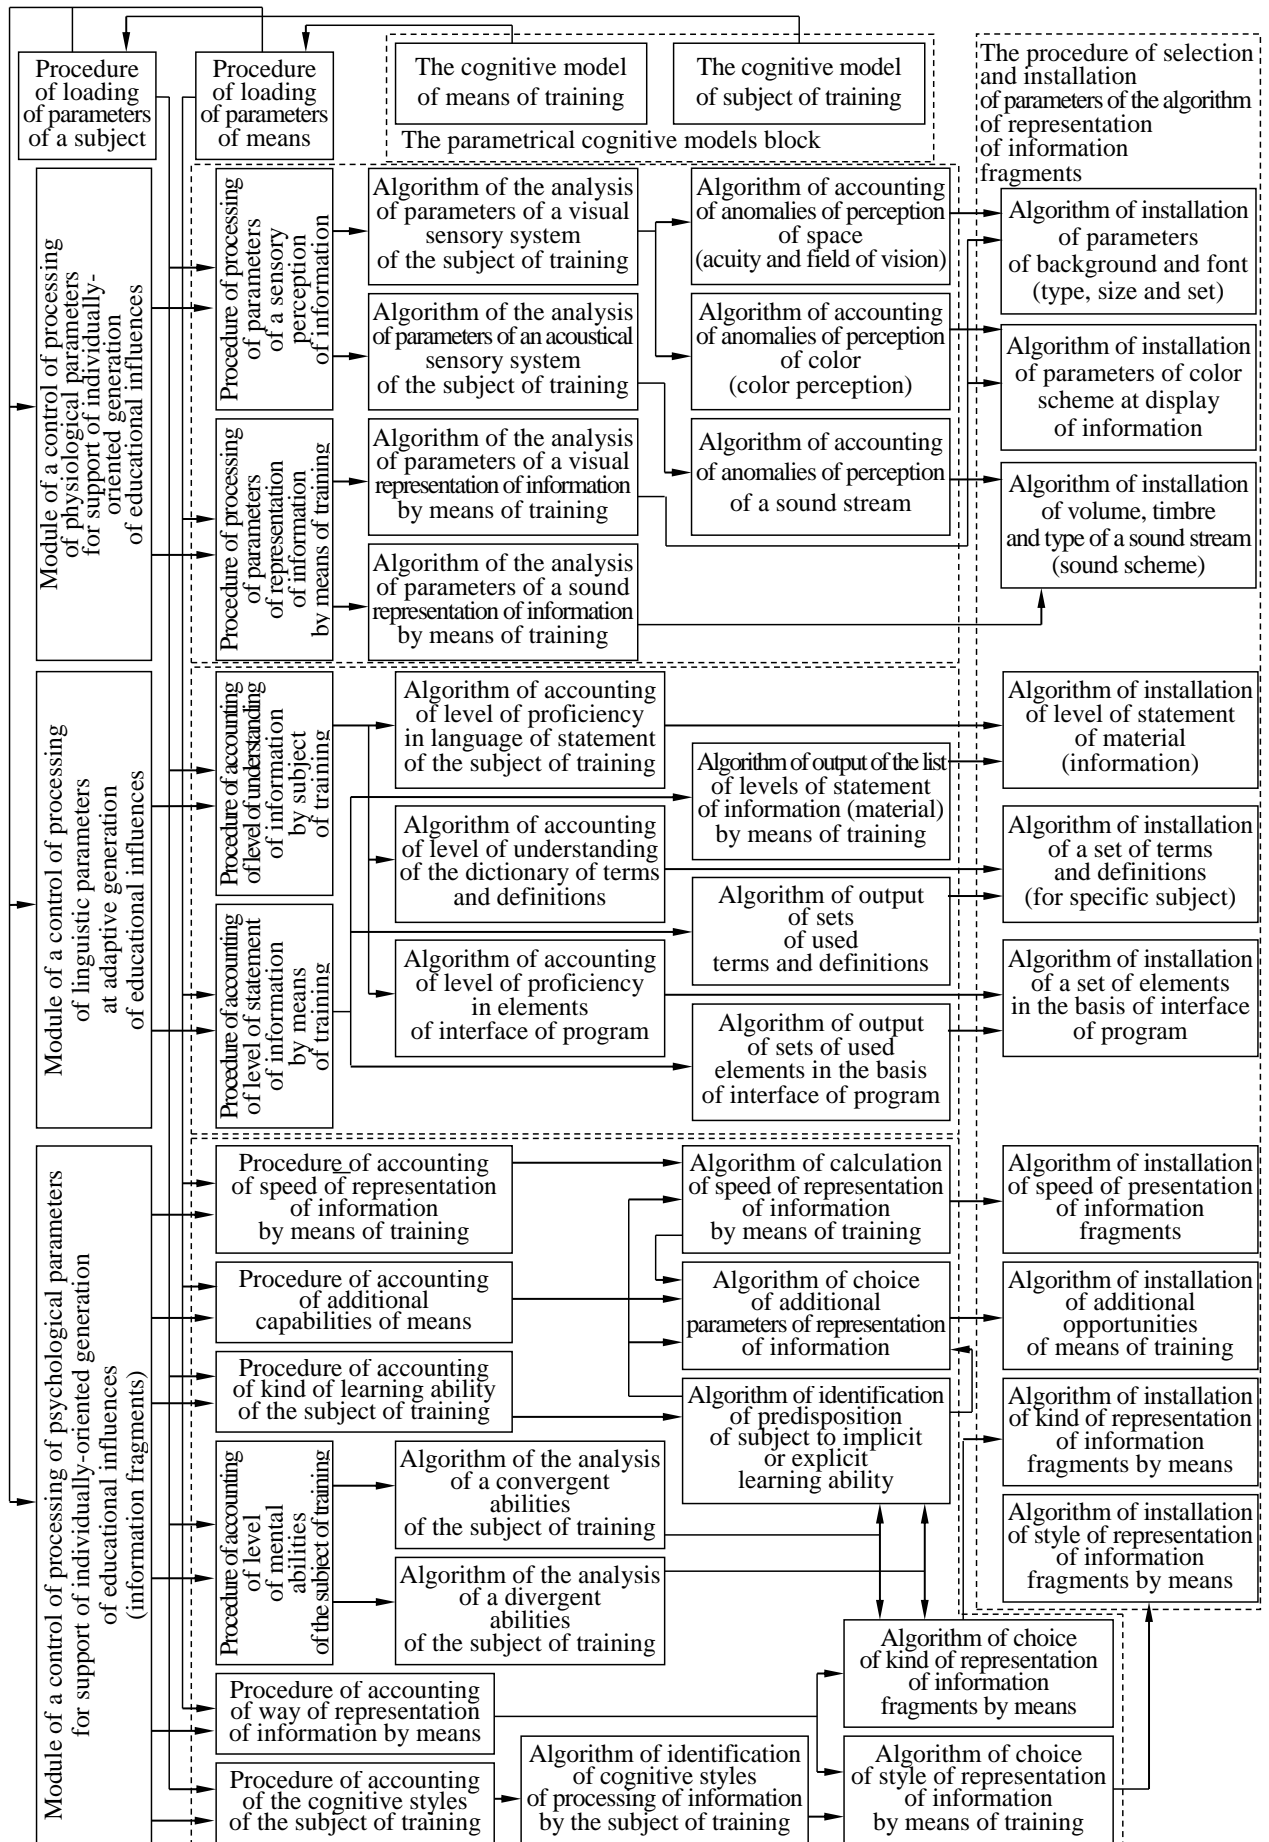 Procedure
of loading
of parameters
of a subject
Procedure
of loading
of parameters
of means
The cognitive model
of means of training
The cognitive model
of subject of training
The parametrical cognitive models block
The procedure of selection
and installation
of parameters of the algorithm
of representation
of information
fragments
Module of a control of processing
of physiological parameters
for support of individually-
oriented generation
of educational influences
Procedure of processing
of parameters
of a sensory
perception
of information
Algorithm of the analysis
of parameters of a visual
sensory system
of the subject of training
Algorithm of accounting
of anomalies of perception
of space
(acuity and field of vision)
Algorithm of installation
of parameters
of background and font
(type, size and set)
Algorithm of the analysis
of parameters of an acoustical
sensory system
of the subject of training
Algorithm of accounting
of anomalies of perception
of color
(color perception)
Algorithm of installation
of parameters of color
scheme at display
of information
Procedure of processing
of parameters
of representation
of information
by means of training
Algorithm of the analysis
of parameters of a visual
representation of information
by means of training
Algorithm of accounting
of anomalies of perception
of a sound stream
Algorithm of installation
of volume, timbre
and type of a sound stream
(sound scheme)
Algorithm of the analysis
of parameters of a sound
representation of information
by means of training
Module of a control of processing
of linguistic parameters
at adaptive generation
of educational influences
Procedure of accounting
of level of understanding
of information
by subject
of training
Algorithm of accounting
of level of proficiency
in language of statement
of the subject of training
Algorithm of output of the list
of levels of statement
of information (material)
by means of training
Algorithm of installation
of level of statement
of material
(information)
Algorithm of accounting
of level of understanding
of the dictionary of terms
and definitions
Algorithm of installation
of a set of terms
and definitions
(for specific subject)
Procedure of accounting
of level of statement
of information
by means
of training
Algorithm of output
of sets
of used
terms and definitions
Algorithm of accounting
of level of proficiency
in elements
of interface of program
Algorithm of installation
of a set of elements
in the basis of interface
of program
Algorithm of output
of sets of used
elements in the basis
of interface of program
Module of a control of processing of psychological parameters
for support of individually-oriented generation
of educational influences
(information fragments)
Procedure of accounting
of speed of representation
of information
by means of training
Algorithm of calculation
of speed of representation
of information
by means of training
Algorithm of installation
of speed of presentation
of information
fragments
Procedure of accounting
of additional
capabilities of means
Algorithm of choice
of additional
parameters of representation
of information
Algorithm of installation
of additional
opportunities
of means of training
Procedure of accounting
of kind of learning ability
of the subject of training
Algorithm of identification
of predisposition
of subject to implicit
or explicit
learning ability
Algorithm of installation
of kind of representation
of information
fragments by means
Procedure of accounting
of level
of mental
abilities
of the subject of training
Algorithm of the analysis
of a convergent
abilities
of the subject of training
Algorithm of installation
of style of representation
of information
fragments by means
Algorithm of the analysis
of a divergent
abilities
of the subject of training
Algorithm of choice
of kind of representation
of information
fragments by means
Procedure of accounting
of way of representation
of information by means
Procedure of accounting
of the cognitive styles
of the subject of training
Algorithm of identification
of cognitive styles
of processing of information
by the subject of training
Algorithm of choice
of style of representation
of information
by means of training